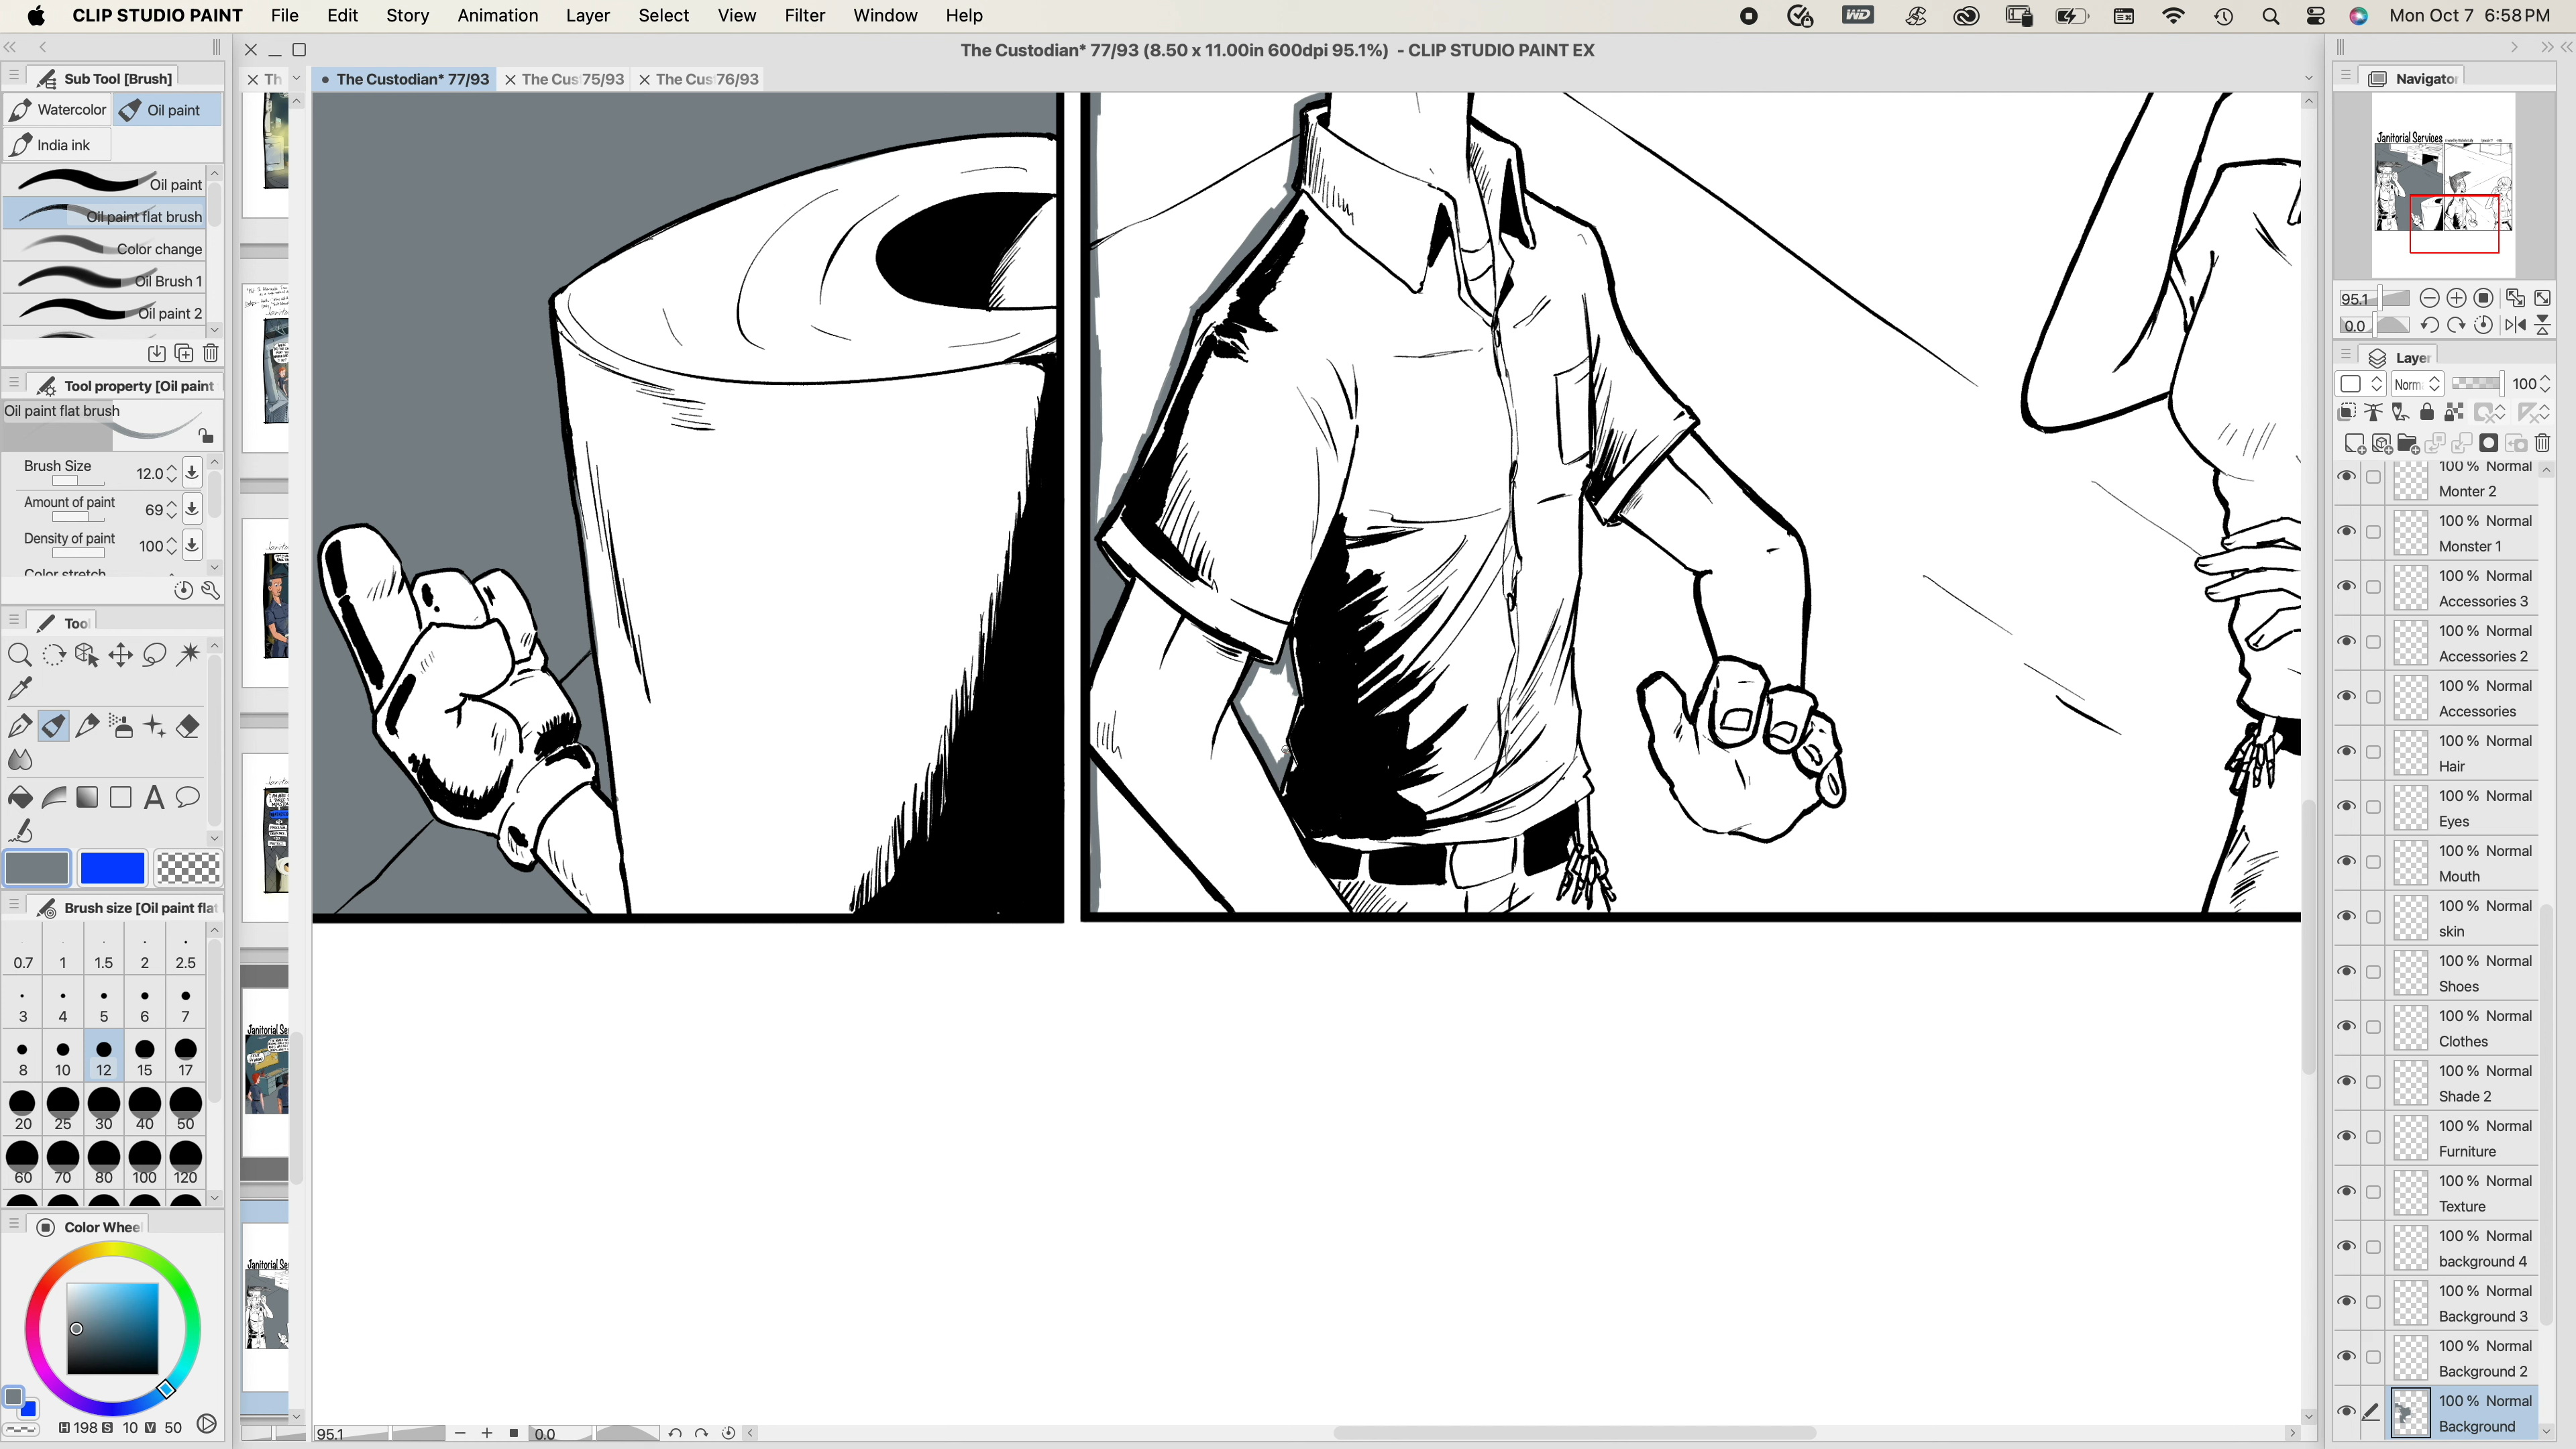 CLIP STUDIO PAINT File Edit Story Animation Layer Select View Filter Window Help
WD
Mon Oct 7 6:58 PM
The Custodian* 77/93 (8.50 x 11.00in 600dpi 95.1%) - CLIP STUDIO PAINT EX
Th
The Custodian* 77/93
The Cus 75/93
The Cus 76/93
Sub Tool [Brush]
Watercolor
Oil paint
India ink
Oil paint
Oil paint flat brush
Color change
Oil Brush 1
Oil paint 2
Tool property [Oil paint
Oil paint flat brush
Brush Size 12.0
Amount of paint 69
Density of paint 100
Color stretch
Tool
Brush size [Oil paint flat
0.7 1 1.5 2 2.5
3 4 5 6 7
8 10 12 15 17
20 25 30 40 50
60 70 80 100 120
Color Wheel
H 198 S 10 V 50
Janitorial Se
Janitorial Se
95.1
0.0
Navigator
Janitorial Services
95.1
0.0
Layer
Norm 100
100 % Normal
Monter 2
100 % Normal
Monster 1
100 % Normal
Accessories 3
100 % Normal
Accessories 2
100 % Normal
Accessories
100 % Normal
Hair
100 % Normal
Eyes
100 % Normal
Mouth
100 % Normal
skin
100 % Normal
Shoes
100 % Normal
Clothes
100 % Normal
Shade 2
100 % Normal
Furniture
100 % Normal
Texture
100 % Normal
background 4
100 % Normal
Background 3
100 % Normal
Background 2
100 % Normal
Background